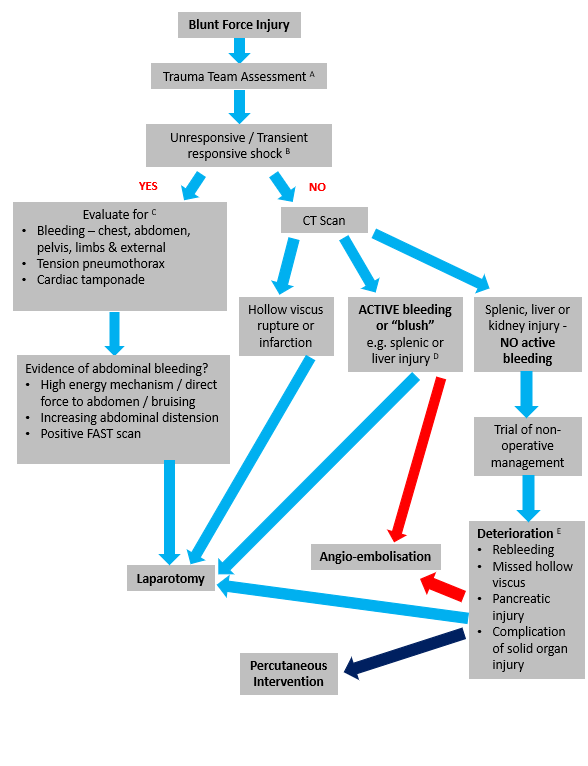 Blunt Force Injury
Trauma Team Assessment A
Unresponsive / Transient
responsive shock B
YES
NO
Evaluate for C
• Bleeding – chest, abdomen,
pelvis, limbs & external
• Tension pneumothorax
• Cardiac tamponade
CT Scan
Hollow viscus
rupture or
infarction
ACTIVE bleeding
or “blush”
e.g. splenic or
liver injury D
Splenic, liver or
kidney injury -
NO active
bleeding
Evidence of abdominal bleeding?
• High energy mechanism / direct
force to abdomen / bruising
• Increasing abdominal distension
• Positive FAST scan
Trial of non-
operative
management
Deterioration E
• Rebleeding
• Missed hollow
viscus
• Pancreatic
injury
• Complication
of solid organ
injury
Angio-embolisation
Laparotomy
Percutaneous
Intervention